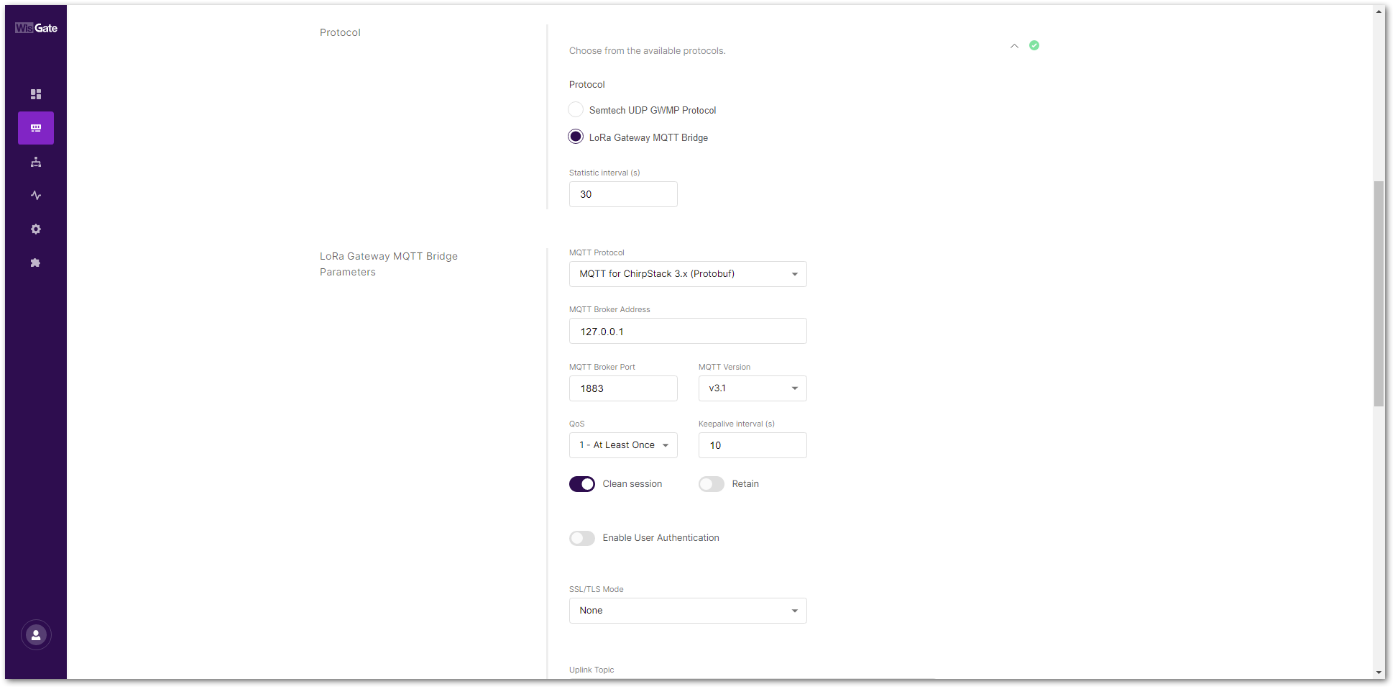 WisGate
Protocol
Choose from the available protocols.
Protocol
Semtech UDP GWMP Protocol
LoRa Gateway MQTT Bridge
Statistic interval (s)
30
LoRa Gateway MQTT Bridge
Parameters
MQTT Protocol
MQTT for ChirpStack 3.x (Protobuf)
MQTT Broker Address
127.0.0.1
MQTT Broker Port
MQTT Version
1883
v3.1
QoS
Keepalive interval (s)
1 - At Least Once
10
Clean session
Retain
Enable User Authentication
SSL/TLS Mode
None
Uplink Topic